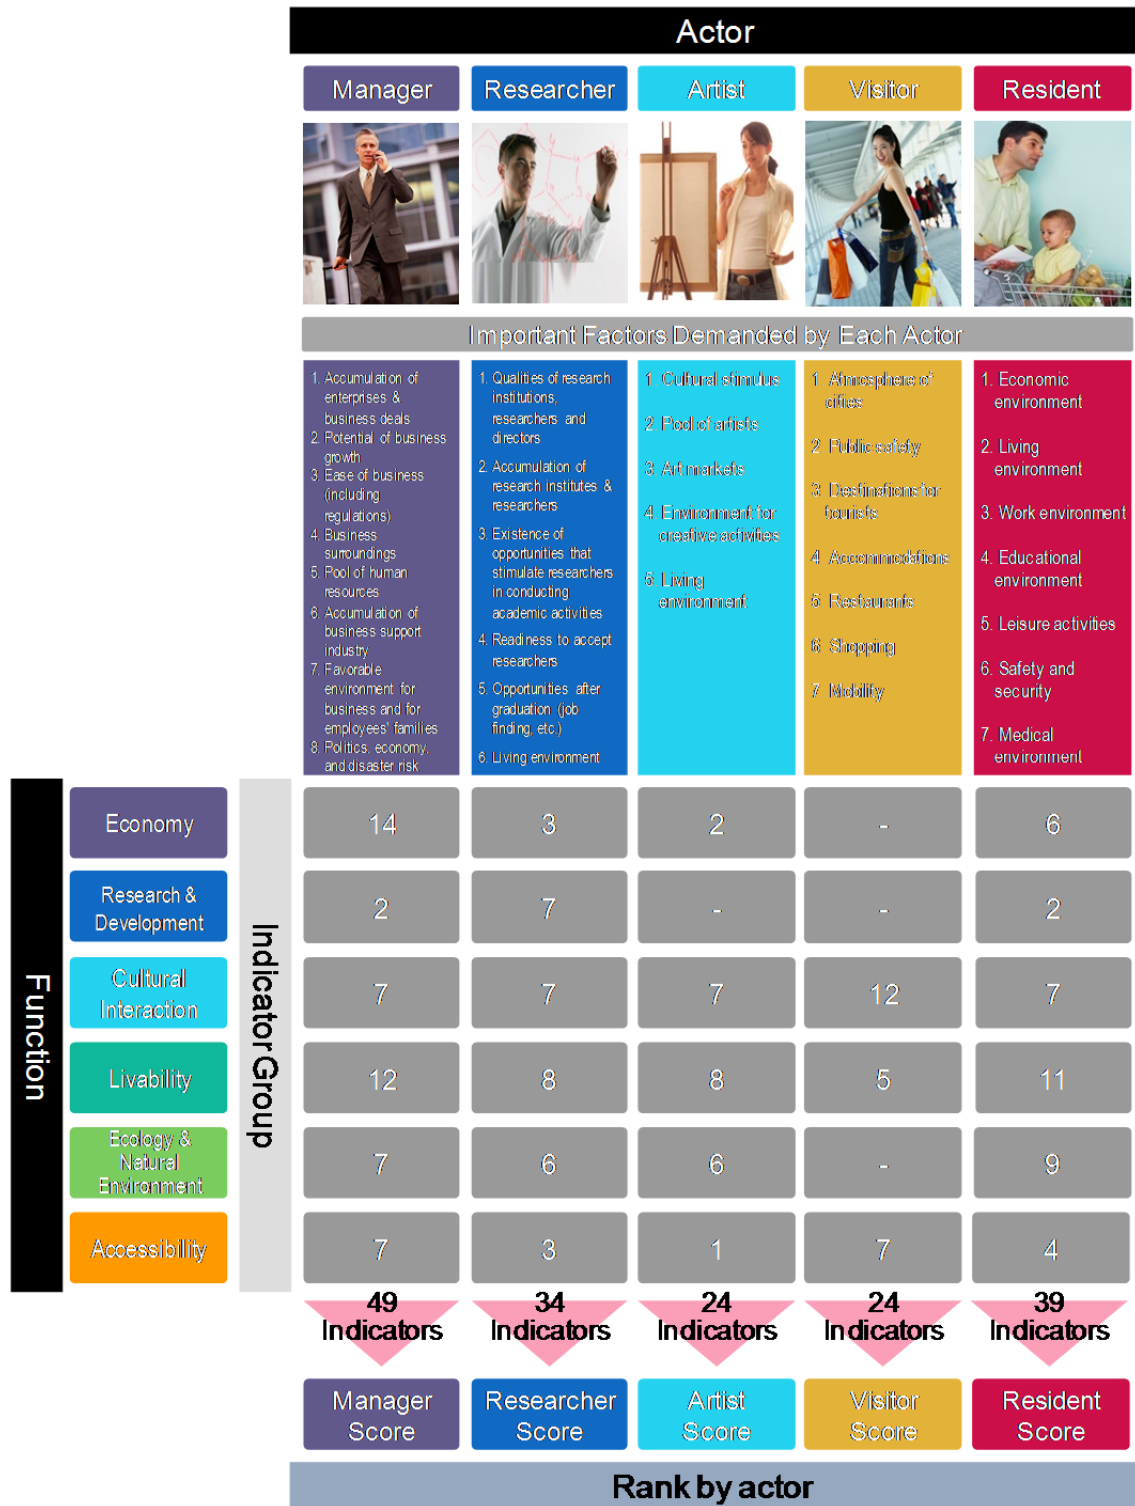 Actor
Manager Researcher Artist Visitor Resident
Important Factors Demanded by Each Actor
1. Accumulation of
enterprises &
business deals
2. Potential of business
growth
3. Ease of business
(including
regulations)
4. Business
surroundings
5. Pool of human
resources
6. Accumulation of
business support
industry
7. Favorable
environment for
business and for
employees' families
8. Politics, economy,
and disaster risk
1. Qualities of research
institutions,
researchers and
directors
2. Accumulation of
research institutes &
researchers
3. Existence of
opportunities that
stimulate researchers
in conducting
academic activities
4. Readiness to accept
researchers
5. Opportunities after
graduation (job
finding, etc.)
6. Living environment
1 Cultural stimulus
2 Pool of artists
3 Art markets
4 Environment for
creative activities
5 Living
environment
1 Atmosphere of
cities
2 Public safety
3 Destinations for
tourists
4 Accommodations
5 Restaurants
6 Shopping
7 Mobility
1. Economic
environment
2. Living
environment
3. Work environment
4. Educational
environment
5. Leisure activities
6. Safety and
security
7. Medical
environment
Function
Indicator Group
Economy 14 3 2 - 6
Research &
Development 2 7 - - 2
Cultural
Interaction 7 7 7 12 7
Livability 12 8 8 5 11
Ecology &
Natural
Environment 7 6 6 - 9
Accessibility 7 3 1 7 4
49 34 24 24 39
Indicators Indicators Indicators Indicators Indicators
Manager Researcher Artist Visitor Resident
Score Score Score Score Score
Rank by actor